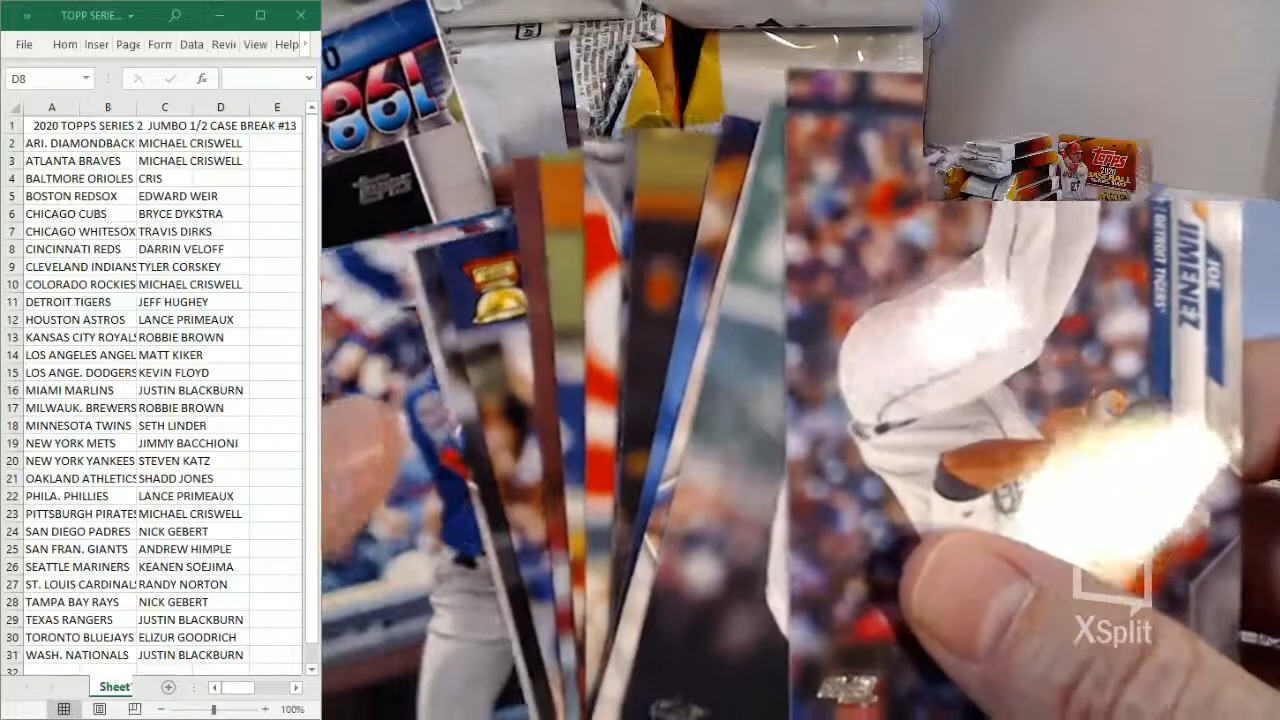 TOPP SERIE...
File Hom Inser Page Form Data Revie View Help
D8
fx
A B C D E
1 2020 TOPPS SERIES 2 JUMBO 1/2 CASE BREAK #13
2 ARI. DIAMONDBACK MICHAEL CRISWELL
3 ATLANTA BRAVES MICHAEL CRISWELL
4 BALTMORE ORIOLES CRIS
5 BOSTON REDSOX EDWARD WEIR
6 CHICAGO CUBS BRYCE DYKSTRA
7 CHICAGO WHITESOX TRAVIS DIRKS
8 CINCINNATI REDS DARRIN VELOFF
9 CLEVELAND INDIANS TYLER CORSKEY
10 COLORADO ROCKIES MICHAEL CRISWELL
11 DETROIT TIGERS JEFF HUGHEY
12 HOUSTON ASTROS LANCE PRIMEAUX
13 KANSAS CITY ROYALS ROBBIE BROWN
14 LOS ANGELES ANGEL MATT KIKER
15 LOS ANGE. DODGERS KEVIN FLOYD
16 MIAMI MARLINS JUSTIN BLACKBURN
17 MILWAUK. BREWERS ROBBIE BROWN
18 MINNESOTA TWINS SETH LINDER
19 NEW YORK METS JIMMY BACCHIONI
20 NEW YORK YANKEES STEVEN KATZ
21 OAKLAND ATHLETICS SHADD JONES
22 PHILA. PHILLIES LANCE PRIMEAUX
23 PITTSBURGH PIRATES MICHAEL CRISWELL
24 SAN DIEGO PADRES NICK GEBERT
25 SAN FRAN. GIANTS ANDREW HIMPLE
26 SEATTLE MARINERS KEANEN SOEJIMA
27 ST. LOUIS CARDINALS RANDY NORTON
28 TAMPA BAY RAYS NICK GEBERT
29 TEXAS RANGERS JUSTIN BLACKBURN
30 TORONTO BLUEJAYS ELIZUR GOODRICH
31 WASH. NATIONALS JUSTIN BLACKBURN
32
Sheet1
100%
1986
TOPPS
Topps
2020
BASEBALL
27
JOE
JIMENEZ
DETROIT TIGERS
XSplit